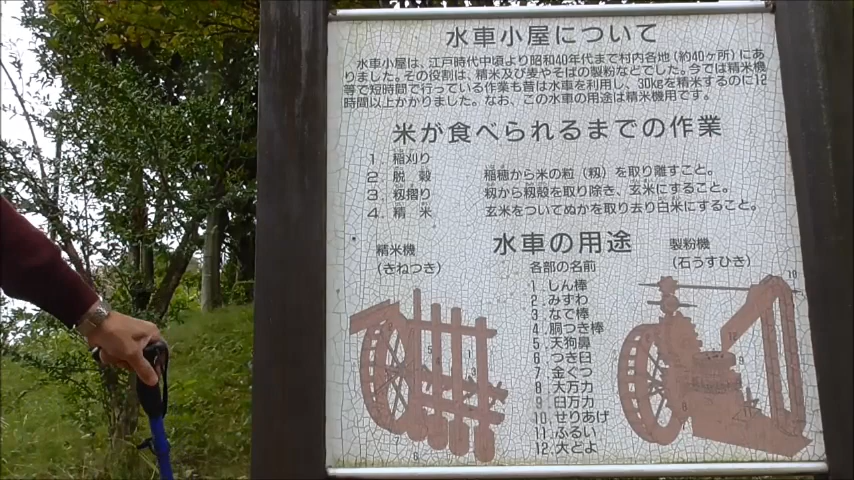 水車小屋について
水車小屋は、江戸時代中頃より昭和40年代まで村内各地(約40ヶ所)にあ
りました。その役割は、精米及び麦やそばの製粉などでした。今では精米機
等で短時間で行っている作業も昔は水車を利用し、30kgを精米するのに12
時間以上かかり行っていました。なお、この水車の用途は精米機用です。
米が食べられるまでの作業
1.稲刈り
2.脱穀 稲穂から米の粒(籾)を取り離すこと。
3.籾摺り 籾から籾殻を取り除き、玄米にすること。
4.精米 玄米をついてぬかを取り去り白米にすること。
水車の用途
精米機
(きねつき)
製粉機
(石うすひき)
各部の名前
1.しん棒
2.みずわ
3.なで棒
4.胴つき棒
5.天狗鼻
6.つき臼
7.金ぐつ
8.大万力
9.臼万力
10.せりあげ
11.ふるい
12.大どよ